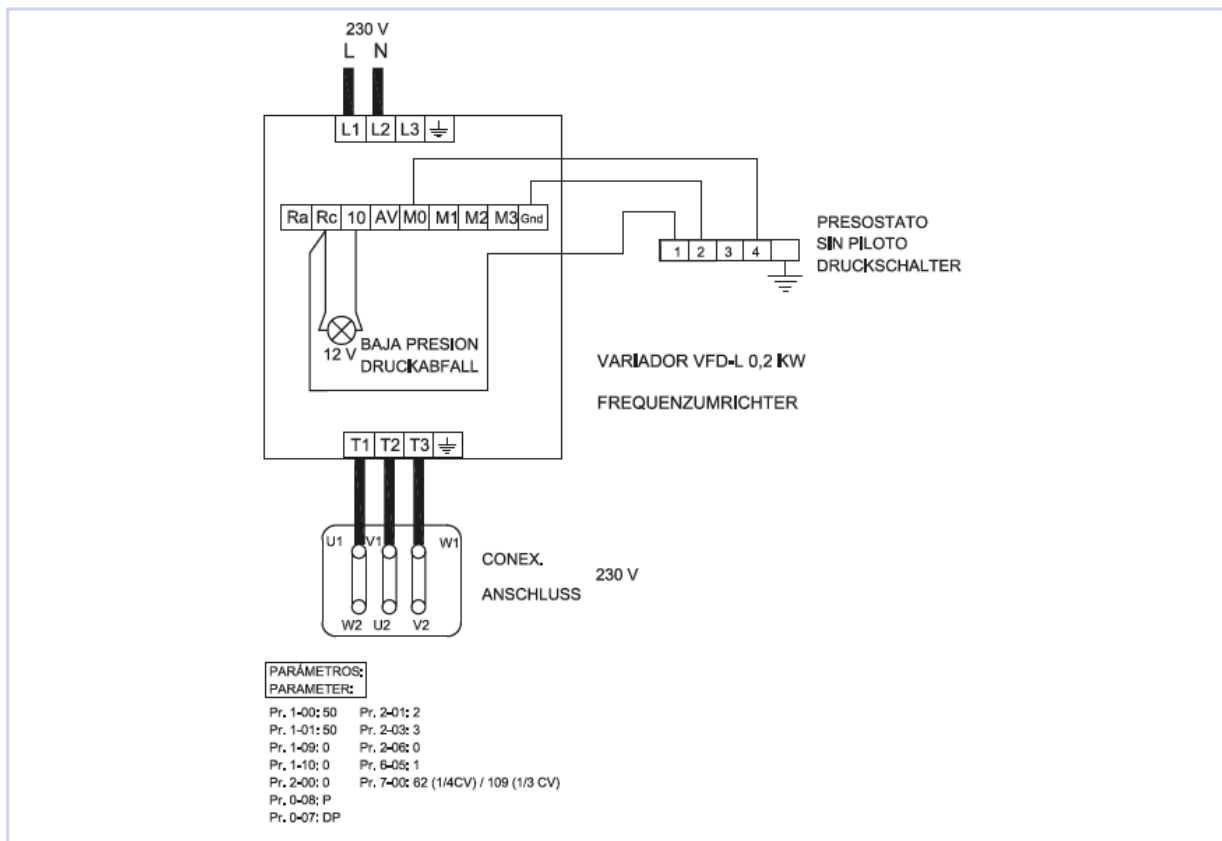 230 V
L N
L1 L2 L3
Ra Rc 10 AV M0 M1 M2 M3 Gnd
1 2 3 4
PRESOSTATO
SIN PILOTO
DRUCKSCHALTER
12 V
BAJA PRESION
DRUCKABFALL
VARIADOR VFD-L 0,2 KW
FREQUENZUMRICHTER
T1 T2 T3
U1 V1 W1
W2 U2 V2
CONEX.
ANSCHLUSS
230 V
PARÁMETROS:
PARAMETER:
Pr. 1-00: 50 Pr. 2-01: 2
Pr. 1-01: 50 Pr. 2-03: 3
Pr. 1-09: 0 Pr. 2-06: 0
Pr. 1-10: 0 Pr. 6-05: 1
Pr. 2-00: 0 Pr. 7-00: 62 (1/4CV) / 109 (1/3 CV)
Pr. 0-08: P
Pr. 0-07: DP